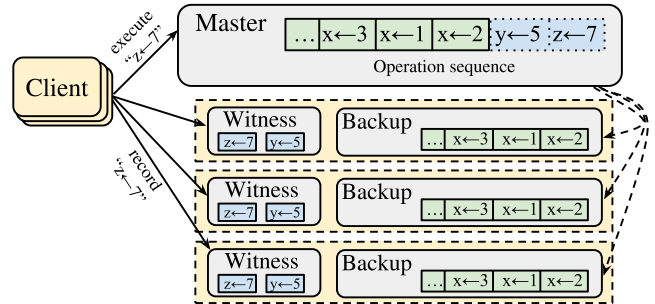 Master
… x←3 x←1 x←2 y←5 z←7
Operation sequence
execute
“z←7”
Client
record
“z←7”
Witness
z←7 y←5
Backup
… x←3 x←1 x←2
Witness
z←7 y←5
Backup
… x←3 x←1 x←2
Witness
z←7 y←5
Backup
… x←3 x←1 x←2